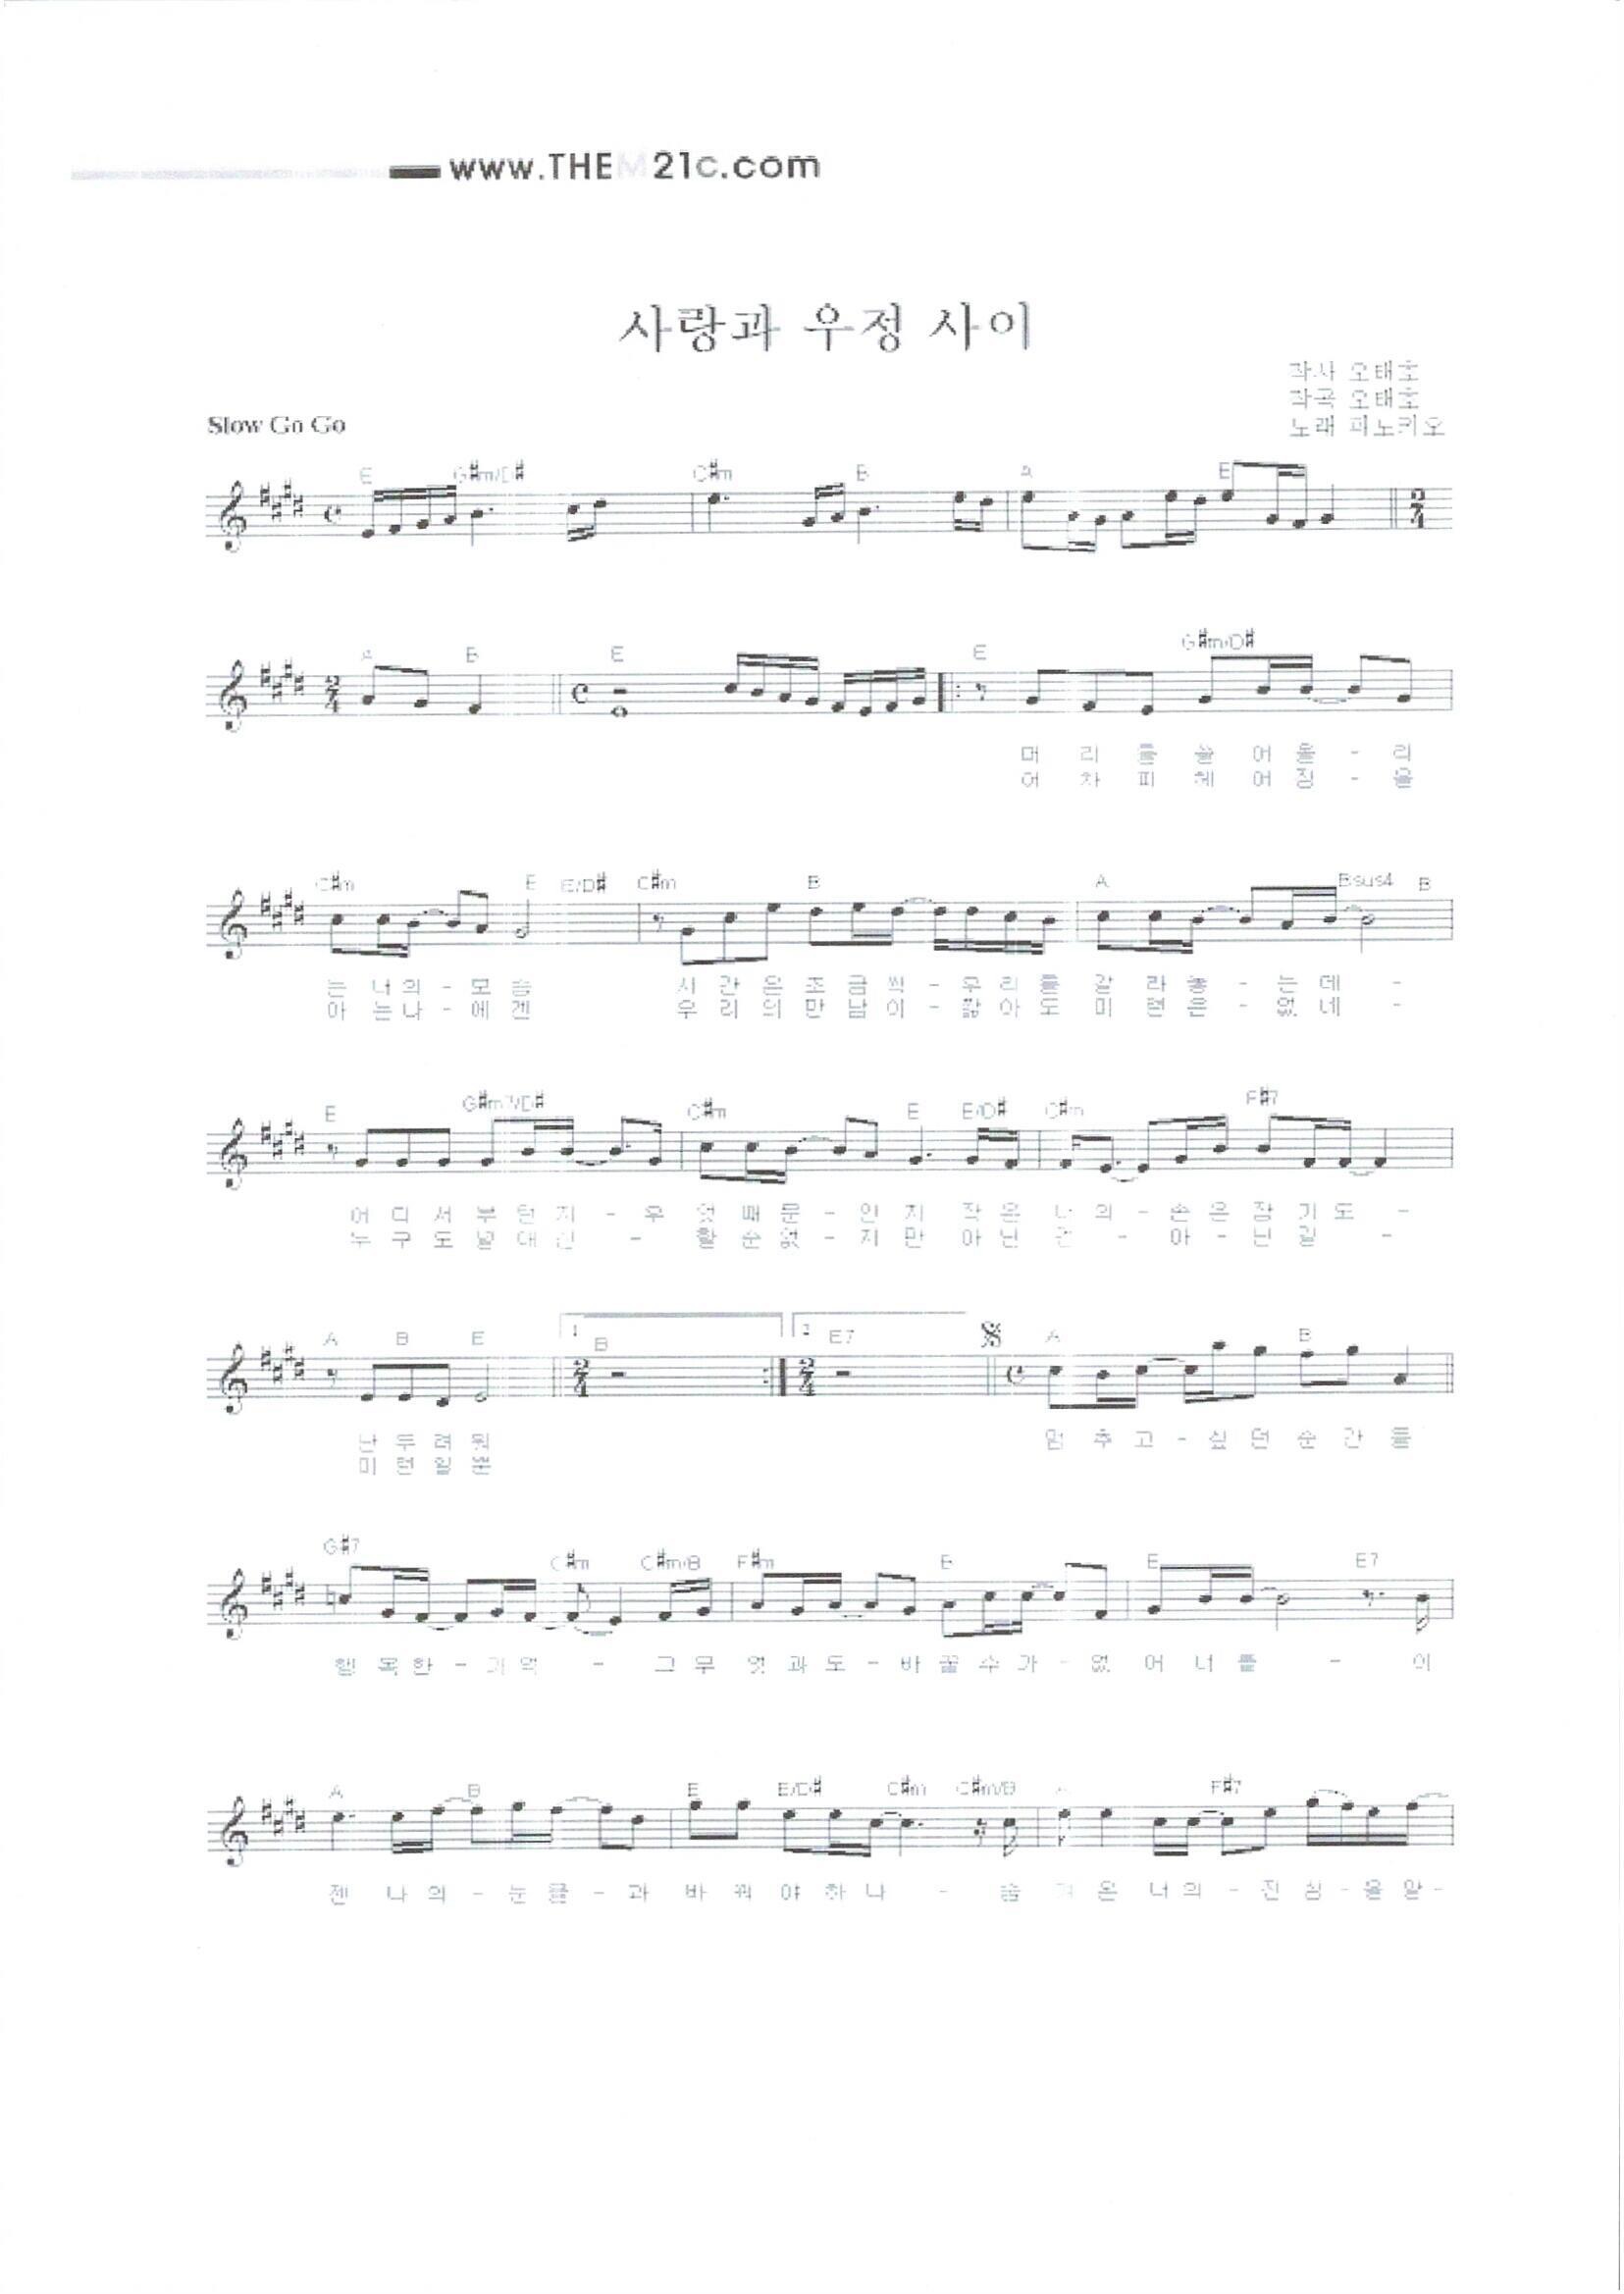 www.THEM21c.com
사랑과 우정 사이
작사 오태호
작곡 오태호
Slow Go Go
노래 피노키오
E G#m/D# C#m B A E
A B E E G#m/D#
머 리 를 쓸 어 올 - 리
어 차 피 헤 어 짐 - 을
C#m E E/D# C#m B A Bsus4 B
는 너 의 - 모 습 시 간 은 조 금 씩 - 우 리 를 갈 라 놓 - 는 데 -
아 는 나 - 에 겐 우 리 의 만 남 이 - 짧 아 도 미 련 은 - 없 네 -
E G#m7/D# C#m E E/D# C#m F#7
어 디 서 부 턴 지 - 무 엇 때 문 - 인 지 작 은 너 의 - 손 을 잡 기 도 -
누 구 도 널 대 신 - 할 순 없 - 지 만 아 닌 건 - 아 - 닌 걸 -
A B E 1 B 2 E7 A B
난 두 려 워 멈 추 고 - 싶 던 순 간 들
미 련 일 뿐
G#7 C#m C#m/B F#m B E E7
행 복 한 - 기 억 - 그 무 엇 과 도 - 바 꿀 수 가 - 없 어 너 를 - 이
A B E E/D# C#m C#m/B A F#7
젠 나 의 - 눈 물 - 과 바 꿔 야 하 나 - 숨 겨 온 너 의 - 진 심 - 을 알 -